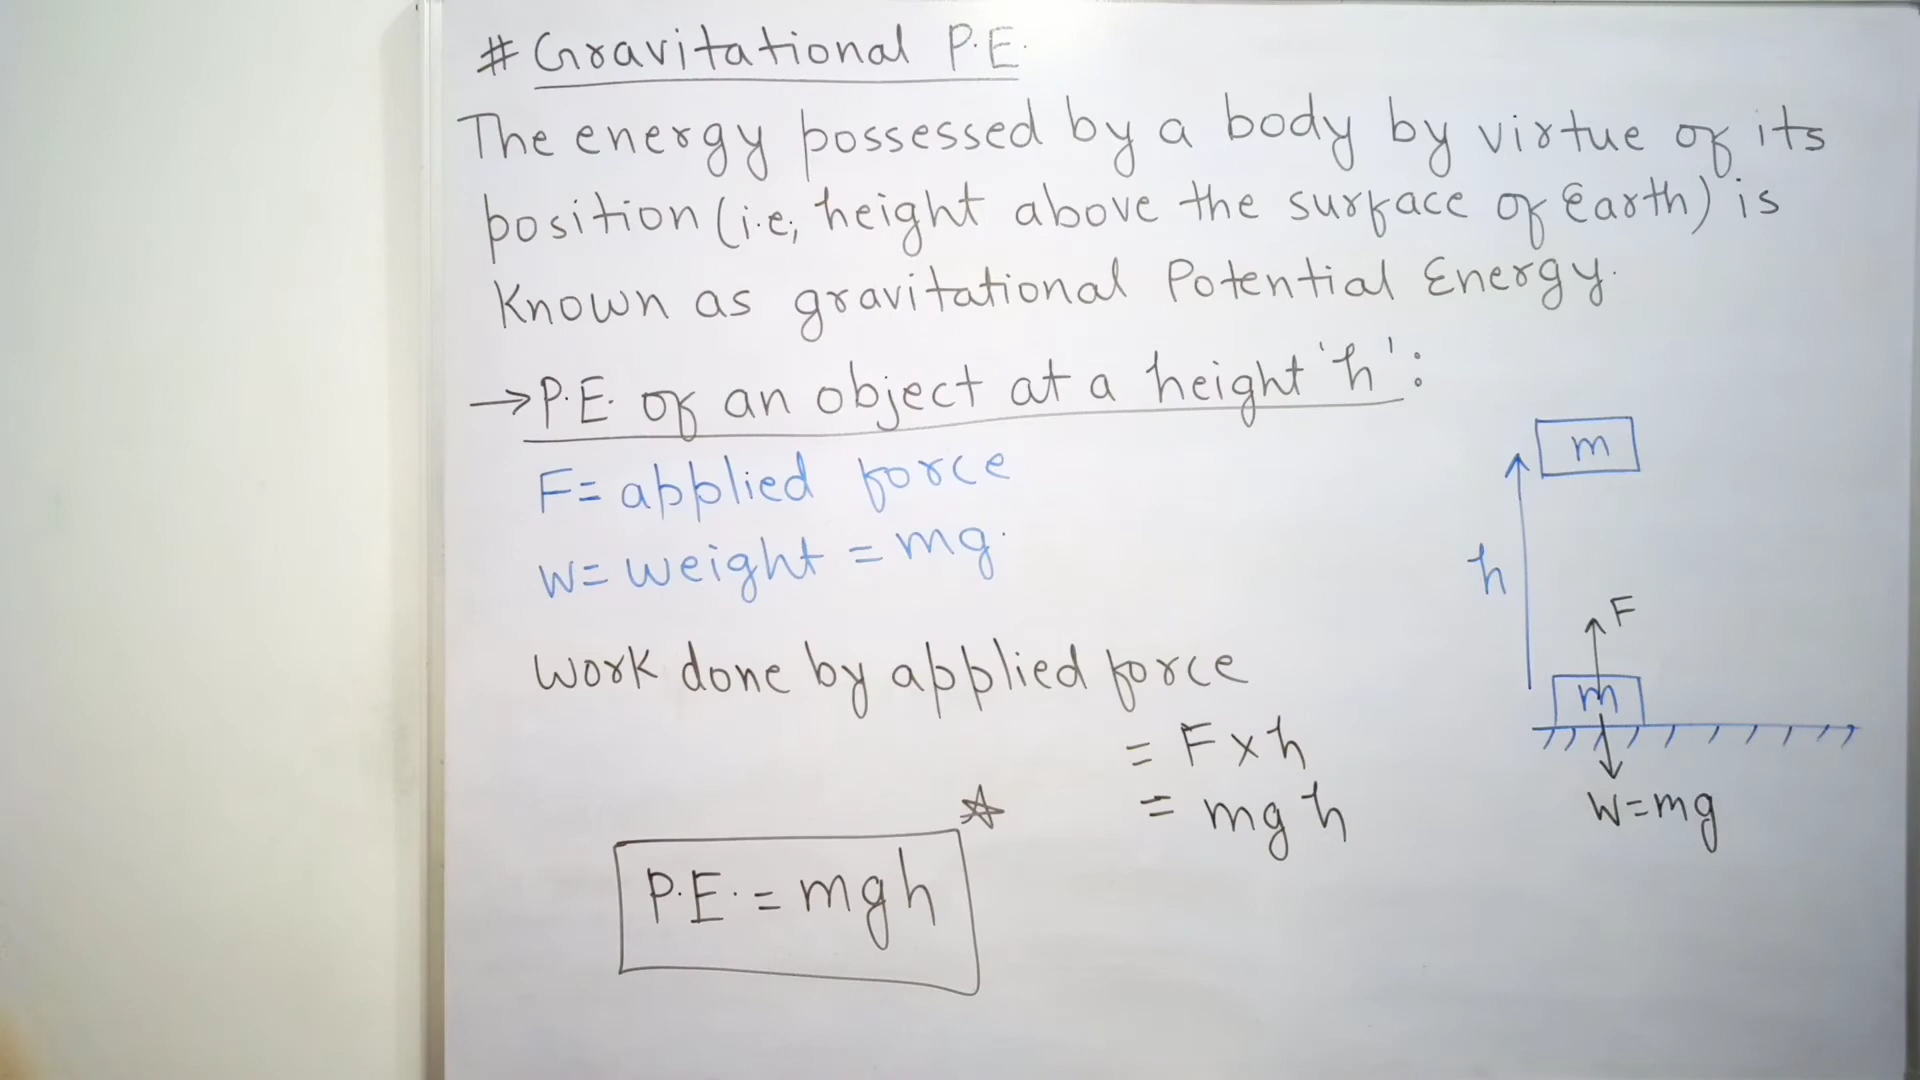 # Gravitational P.E.
The energy possessed by a body by virtue of its
position (i.e; height above the surface of Earth) is
Known as gravitational Potential Energy.
→ P.E. of an object at a height 'h' :
F = applied force
W = weight = mg.
Work done by applied force
= F × h
= mg h
P.E. = mgh
m
h
F
m
W = mg